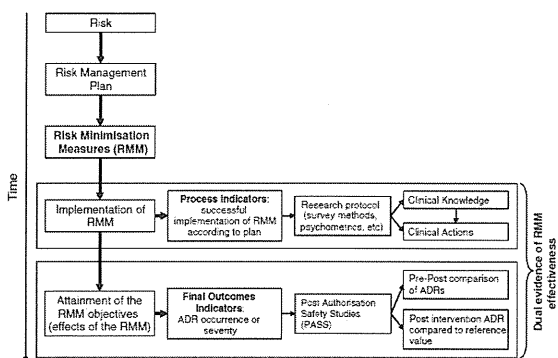 Risk
Risk Management
Plan
Risk Minimisation
Measures (RMM)
Time
Implementation of
RMM
Process Indicators:
successful
implementation of RMM
according to plan
Research protocol
(survey methods,
psychometrics, etc)
Clinical Knowledge
Clinical Actions
Attainment of the
RMM objectives
(effects of the RMM)
Final Outcomes
Indicators:
ADR occurrence or
severity
Post Authorisation
Safety Studies
(PASS)
Pre-Post comparison
of ADRs
Post intervention ADR
compared to reference
value
Dual evidence of RMM
effectiveness